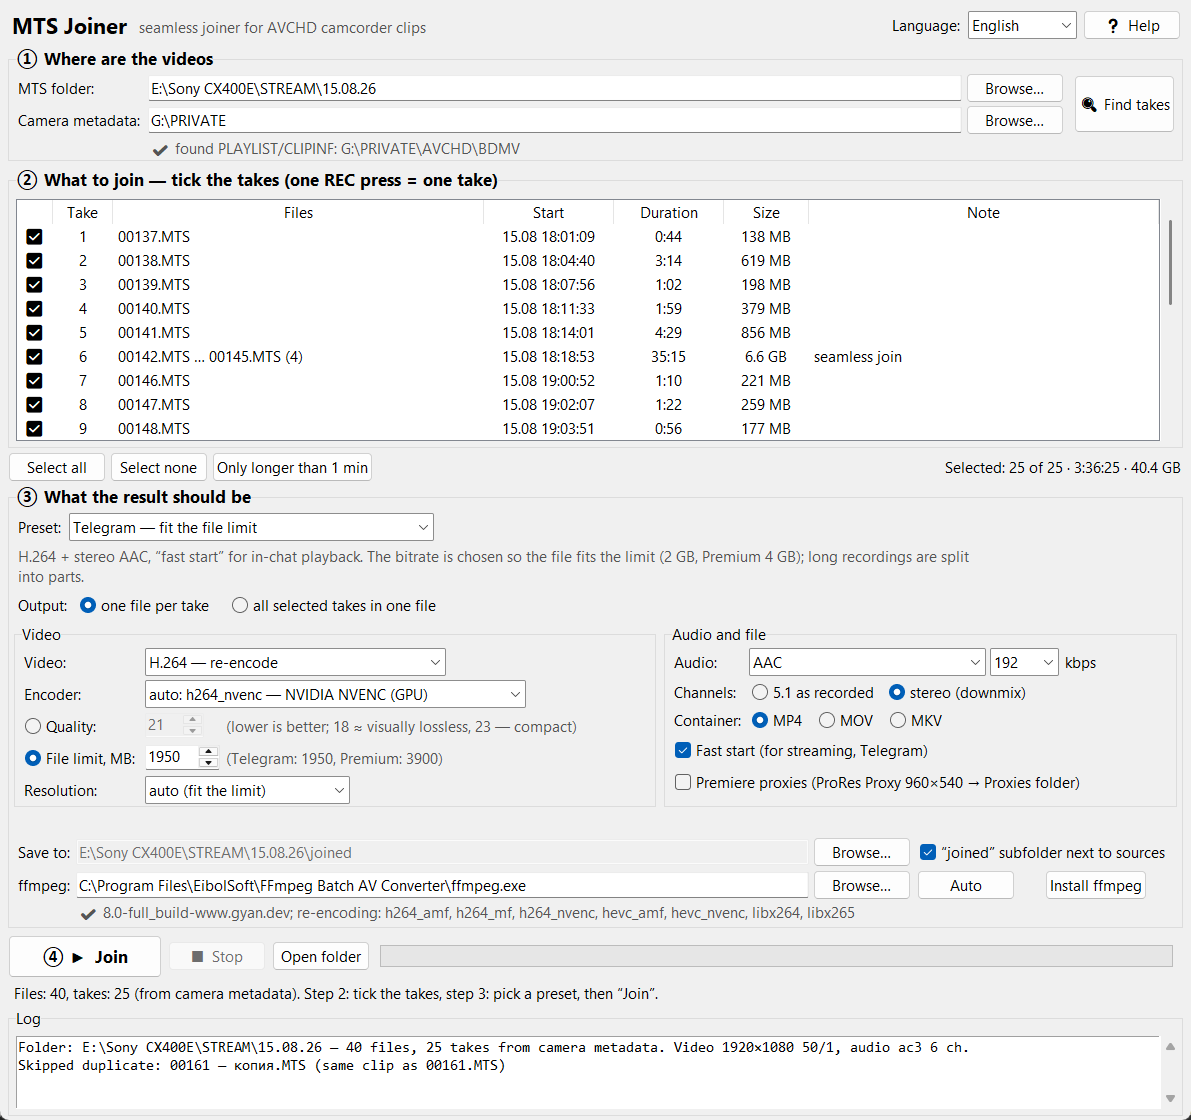 MTS Joiner seamless joiner for AVCHD camcorder clips Language: English ? Help
① Where are the videos
MTS folder: E:\Sony CX400E\STREAM\15.08.26 Browse... Find takes
Camera metadata: G:\PRIVATE Browse...
✔ found PLAYLIST/CLIPINF: G:\PRIVATE\AVCHD\BDMV
② What to join — tick the takes (one REC press = one take)
Take Files Start Duration Size Note
1 00137.MTS 15.08 18:01:09 0:44 138 MB
2 00138.MTS 15.08 18:04:40 3:14 619 MB
3 00139.MTS 15.08 18:07:56 1:02 198 MB
4 00140.MTS 15.08 18:11:33 1:59 379 MB
5 00141.MTS 15.08 18:14:01 4:29 856 MB
6 00142.MTS ... 00145.MTS (4) 15.08 18:18:53 35:15 6.6 GB seamless join
7 00146.MTS 15.08 19:00:52 1:10 221 MB
8 00147.MTS 15.08 19:02:07 1:22 259 MB
9 00148.MTS 15.08 19:03:51 0:56 177 MB
Select all Select none Only longer than 1 min Selected: 25 of 25 · 3:36:25 · 40.4 GB
③ What the result should be
Preset: Telegram — fit the file limit
H.264 + stereo AAC, “fast start” for in-chat playback. The bitrate is chosen so the file fits the limit (2 GB, Premium 4 GB); long recordings are split
into parts.
Output: one file per take all selected takes in one file
Video
Video: H.264 — re-encode
Encoder: auto: h264_nvenc — NVIDIA NVENC (GPU)
Quality: 21 (lower is better; 18 ≈ visually lossless, 23 — compact)
File limit, MB: 1950 (Telegram: 1950, Premium: 3900)
Resolution: auto (fit the limit)
Audio and file
Audio: AAC 192 kbps
Channels: 5.1 as recorded stereo (downmix)
Container: MP4 MOV MKV
Fast start (for streaming, Telegram)
Premiere proxies (ProRes Proxy 960×540 → Proxies folder)
Save to: E:\Sony CX400E\STREAM\15.08.26\joined Browse... “joined” subfolder next to sources
ffmpeg: C:\Program Files\EibolSoft\FFmpeg Batch AV Converter\ffmpeg.exe Browse... Auto Install ffmpeg
✔ 8.0-full_build-www.gyan.dev; re-encoding: h264_amf, h264_mf, h264_nvenc, hevc_amf, hevc_nvenc, libx264, libx265
④ ▶ Join ■ Stop Open folder
Files: 40, takes: 25 (from camera metadata). Step 2: tick the takes, step 3: pick a preset, then “Join”.
Log
Folder: E:\Sony CX400E\STREAM\15.08.26 — 40 files, 25 takes from camera metadata. Video 1920×1080 50/1, audio ac3 6 ch.
Skipped duplicate: 00161 — копия.MTS (same clip as 00161.MTS)